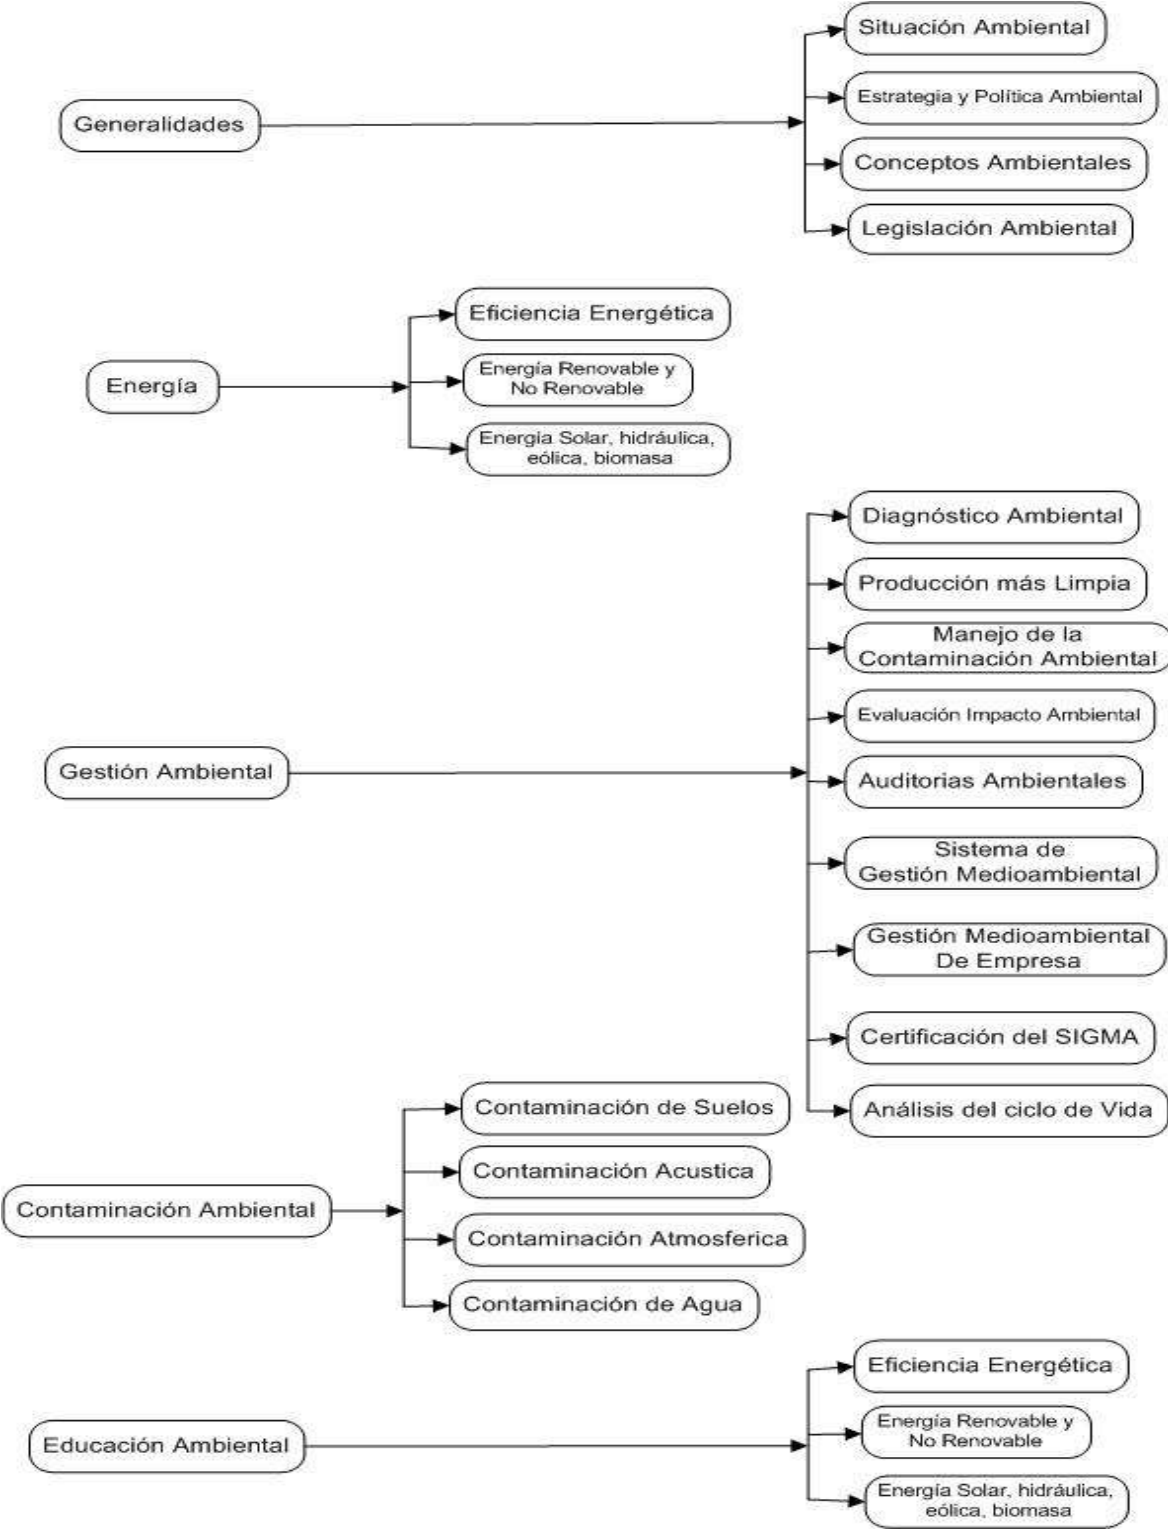 Generalidades
Situación Ambiental
Estrategia y Política Ambiental
Conceptos Ambientales
Legislación Ambiental
Energía
Eficiencia Energética
Energía Renovable y
No Renovable
Energía Solar, hidráulica,
eólica, biomasa
Gestión Ambiental
Diagnóstico Ambiental
Producción más Limpia
Manejo de la
Contaminación Ambiental
Evaluación Impacto Ambiental
Auditorias Ambientales
Sistema de
Gestión Medioambiental
Gestión Medioambiental
De Empresa
Certificación del SIGMA
Análisis del ciclo de Vida
Contaminación Ambiental
Contaminación de Suelos
Contaminación Acustica
Contaminación Atmosferica
Contaminación de Agua
Educación Ambiental
Eficiencia Energética
Energía Renovable y
No Renovable
Energía Solar, hidráulica,
eólica, biomasa